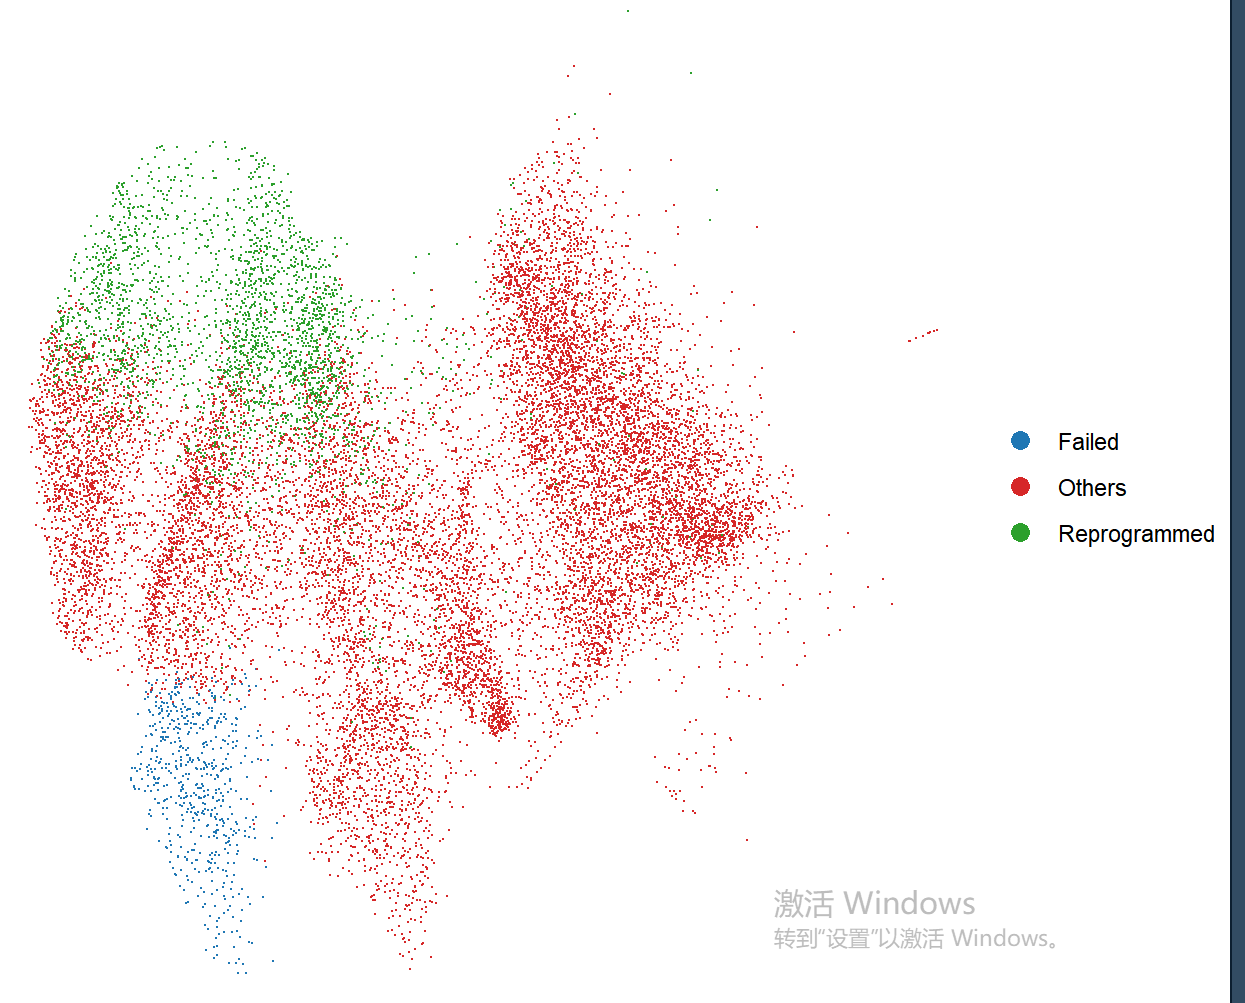 Failed
Others
Reprogrammed
激活 Windows
转到“设置”以激活 Windows。